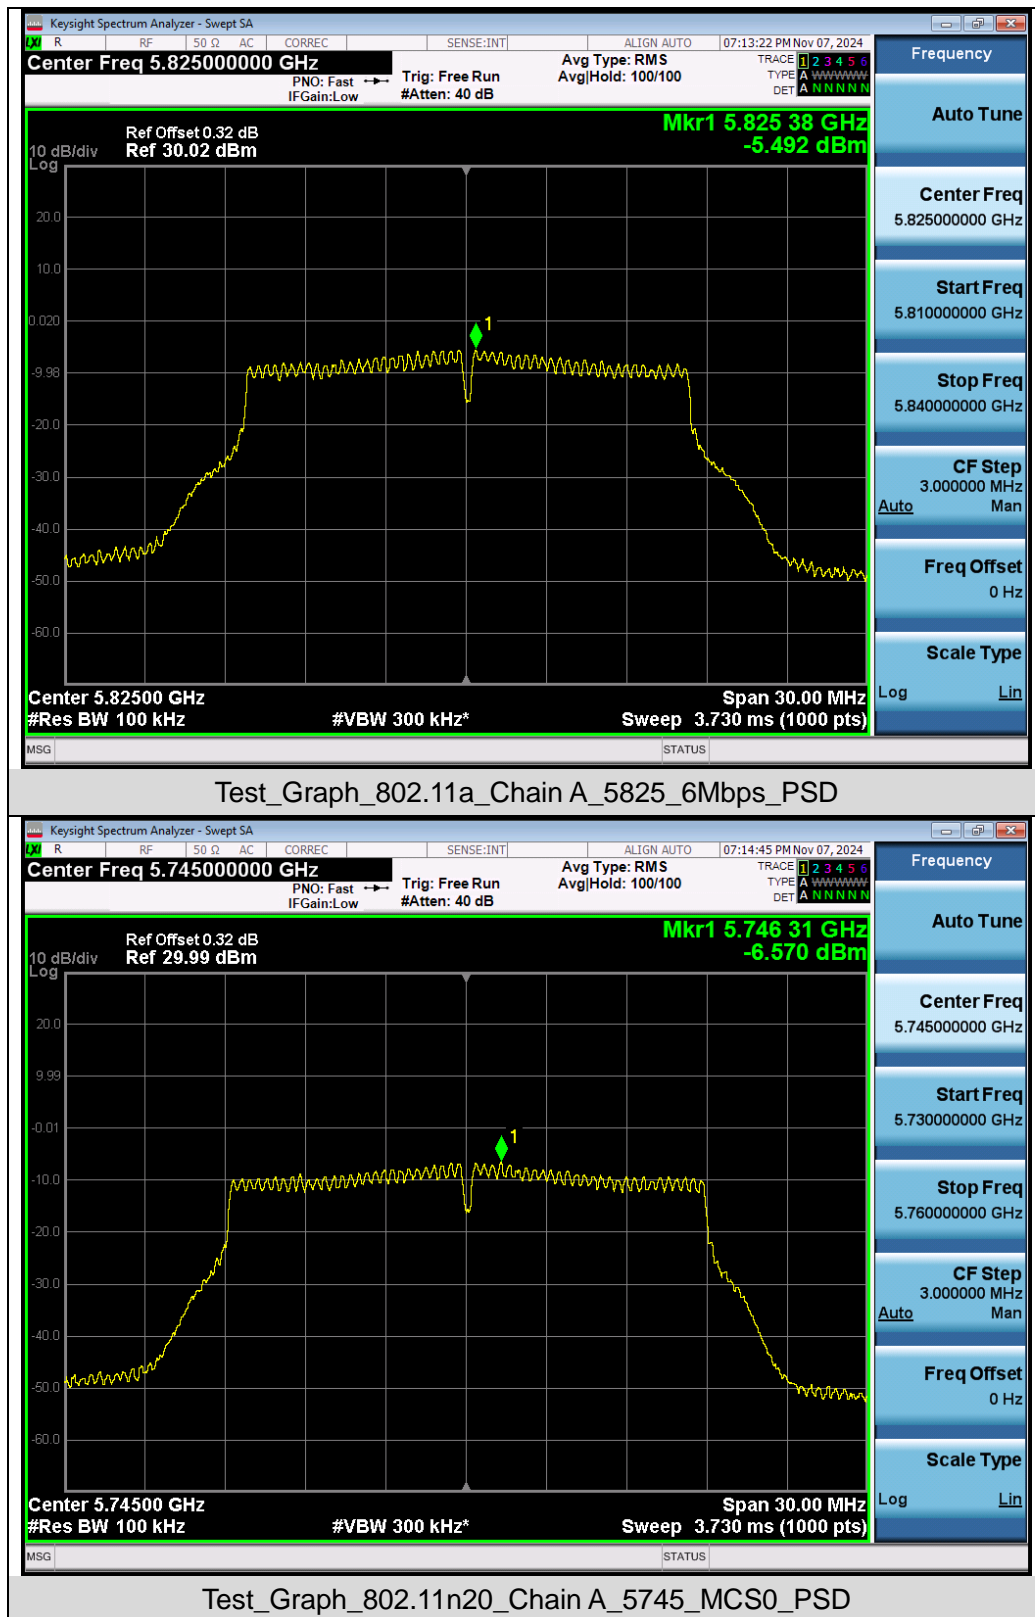 Keysight Spectrum Analyzer - Swept SA
LXI R RF 50 Ω AC CORREC SENSE:INT ALIGN AUTO 07:13:22 PM Nov 07, 2024
Center Freq 5.825000000 GHz
PNO: Fast
IFGain:Low
Trig: Free Run
#Atten: 40 dB
Avg Type: RMS
Avg|Hold: 100/100
TRACE 1 2 3 4 5 6
TYPE A WWWWW
DET A N N N N N
Ref Offset 0.32 dB
10 dB/div Ref 30.02 dBm
Log
Mkr1 5.825 38 GHz
-5.492 dBm
20.0
10.0
0.020
1
-9.98
-20.0
-30.0
-40.0
-50.0
-60.0
Center 5.82500 GHz Span 30.00 MHz
#Res BW 100 kHz #VBW 300 kHz* Sweep 3.730 ms (1000 pts)
MSG STATUS
Frequency
Auto Tune
Center Freq
5.825000000 GHz
Start Freq
5.810000000 GHz
Stop Freq
5.840000000 GHz
CF Step
3.000000 MHz
Auto Man
Freq Offset
0 Hz
Scale Type
Log Lin
Test_Graph_802.11a_Chain A_5825_6Mbps_PSD
Keysight Spectrum Analyzer - Swept SA
LXI R RF 50 Ω AC CORREC SENSE:INT ALIGN AUTO 07:14:45 PM Nov 07, 2024
Center Freq 5.745000000 GHz
PNO: Fast
IFGain:Low
Trig: Free Run
#Atten: 40 dB
Avg Type: RMS
Avg|Hold: 100/100
TRACE 1 2 3 4 5 6
TYPE A WWWWW
DET A N N N N N
Ref Offset 0.32 dB
10 dB/div Ref 29.99 dBm
Log
Mkr1 5.746 31 GHz
-6.570 dBm
20.0
9.99
-0.01
1
-10.0
-20.0
-30.0
-40.0
-50.0
-60.0
Center 5.74500 GHz Span 30.00 MHz
#Res BW 100 kHz #VBW 300 kHz* Sweep 3.730 ms (1000 pts)
MSG STATUS
Frequency
Auto Tune
Center Freq
5.745000000 GHz
Start Freq
5.730000000 GHz
Stop Freq
5.760000000 GHz
CF Step
3.000000 MHz
Auto Man
Freq Offset
0 Hz
Scale Type
Log Lin
Test_Graph_802.11n20_Chain A_5745_MCS0_PSD